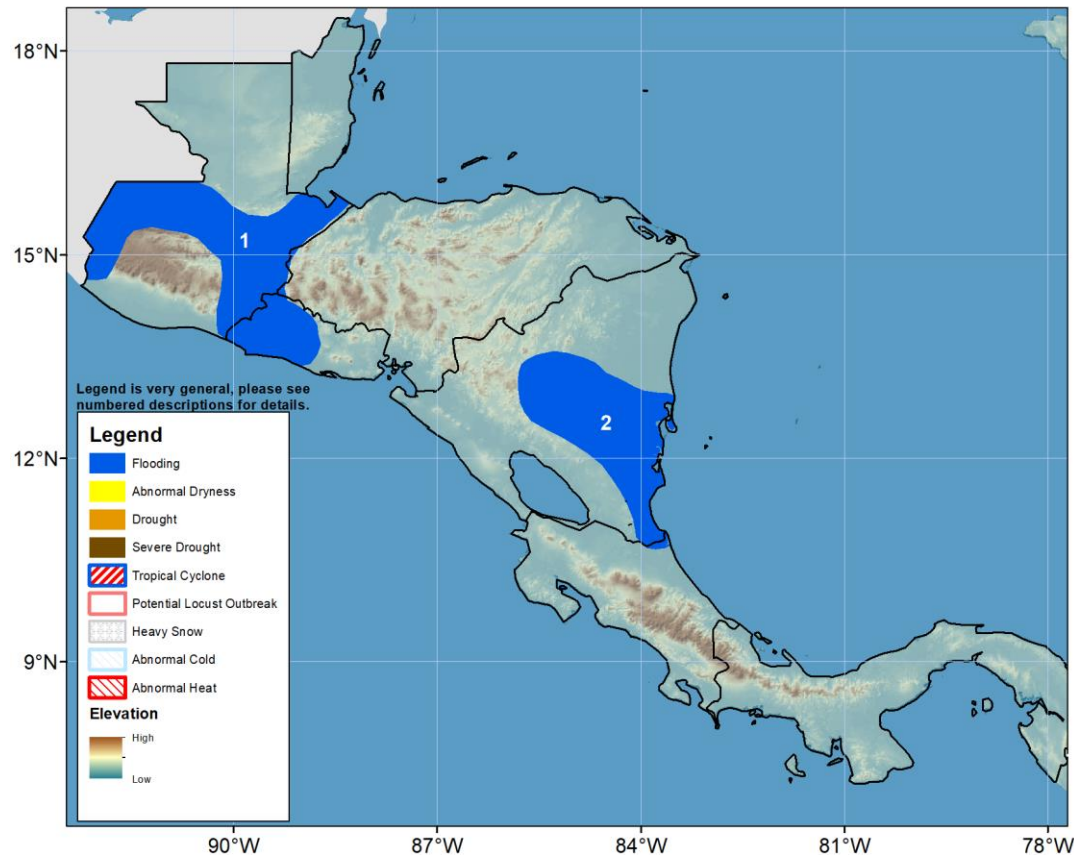 18°N
15°N
12°N
9°N
1
2
Legend is very general, please see
numbered descriptions for details.
Legend
Flooding
Abnormal Dryness
Drought
Severe Drought
Tropical Cyclone
Potential Locust Outbreak
Heavy Snow
Abnormal Cold
Abnormal Heat
Elevation
High
Low
90°W
87°W
84°W
81°W
78°W